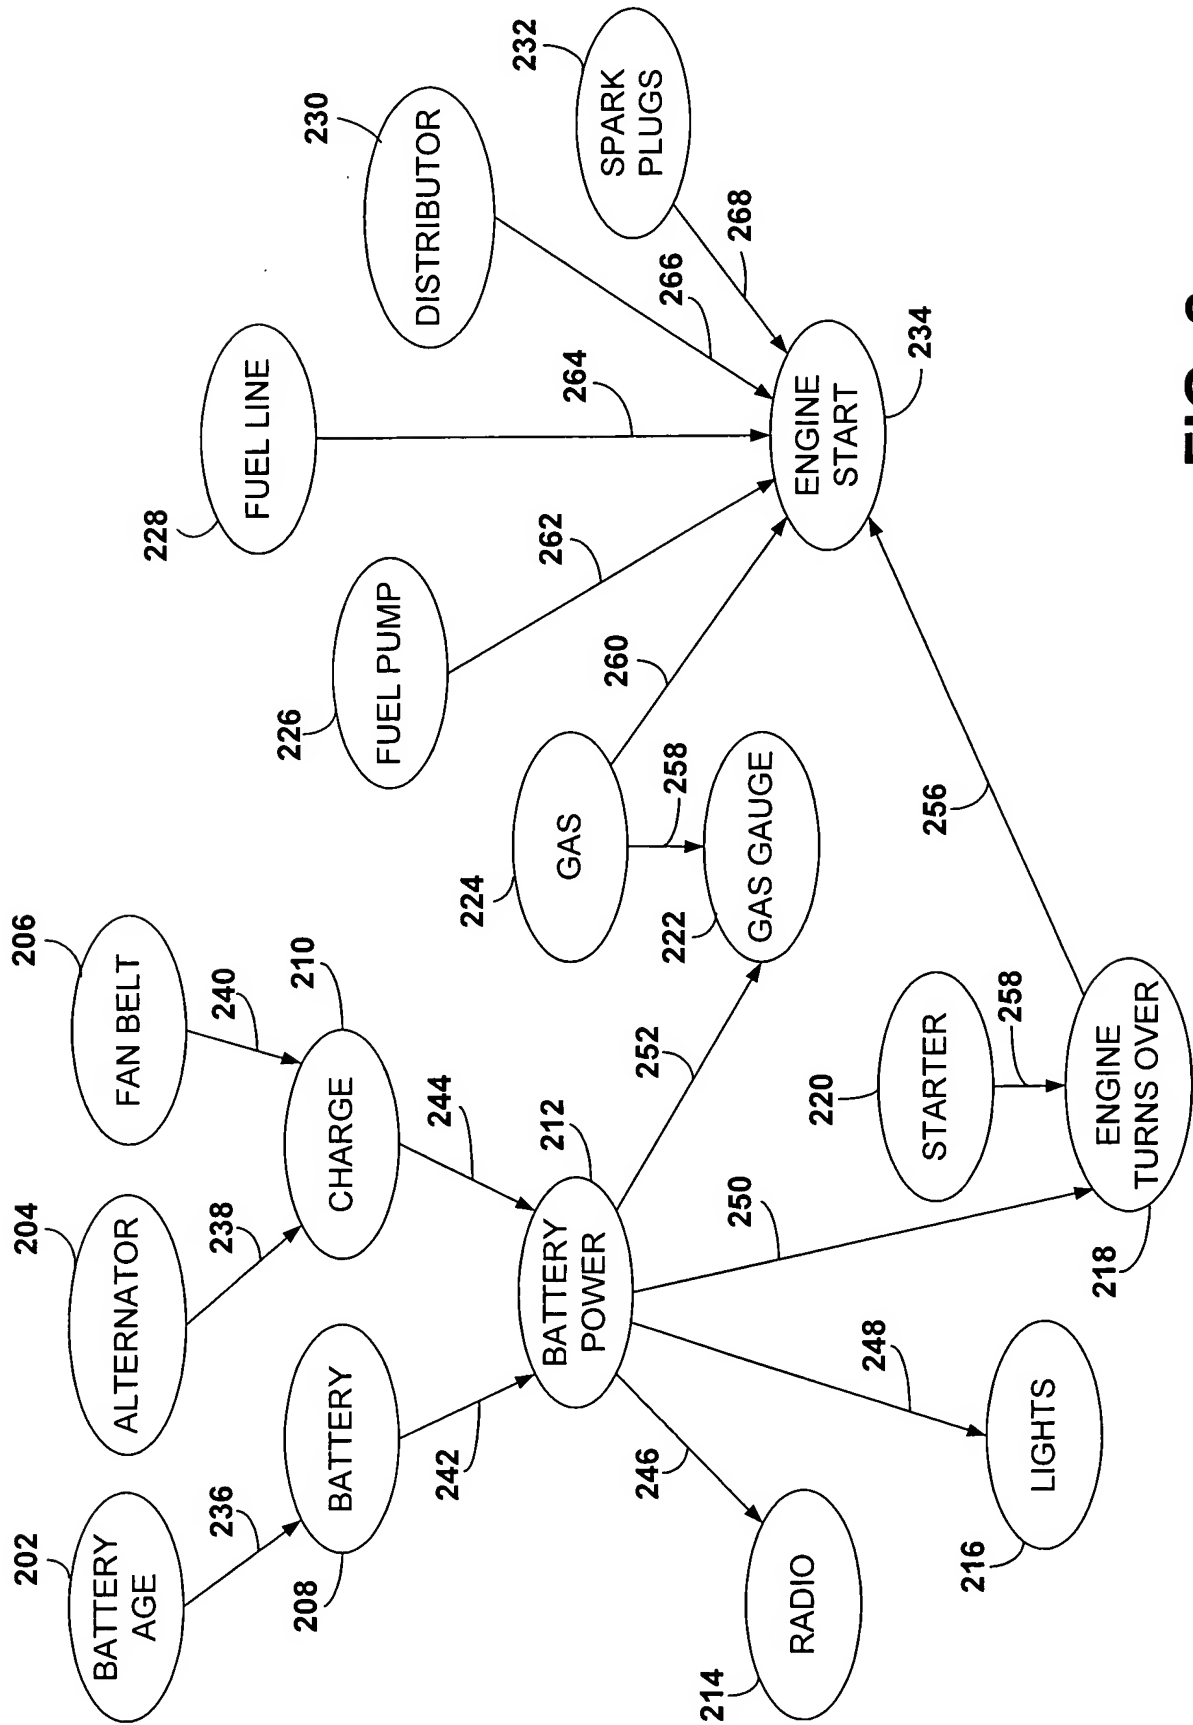 202
204
206
BATTERY
AGE
ALTERNATOR
FAN BELT
228
236
238
240
FUEL LINE
208
BATTERY
CHARGE
210
226
FUEL PUMP
230
DISTRIBUTOR
242
244
224
GAS
232
SPARK
PLUGS
BATTERY
POWER
212
246
252
258
260
262
264
266
268
214
RADIO
222
GAS GAUGE
250
220
STARTER
ENGINE
START
234
248
258
256
216
LIGHTS
218
ENGINE
TURNS OVER
FIG.